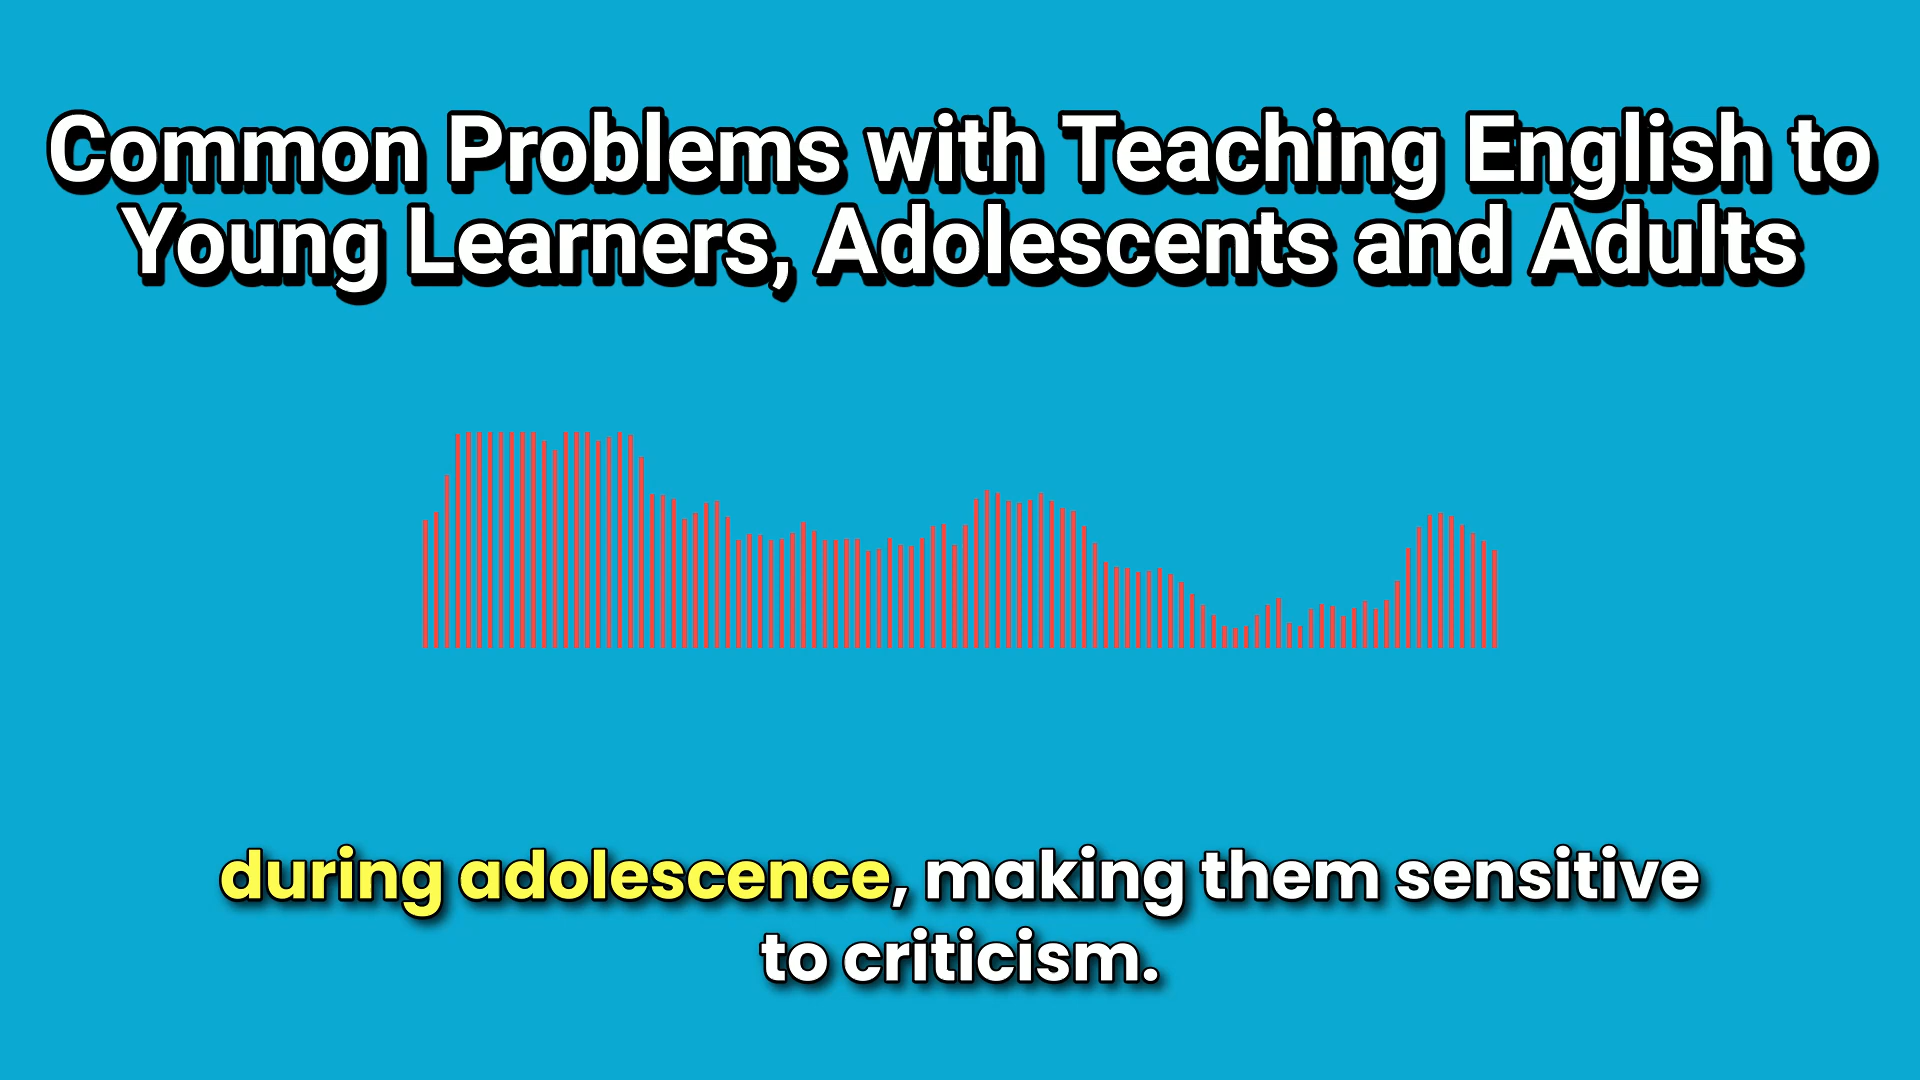 Common Problems with Teaching English to
Young Learners, Adolescents and Adults
during adolescence, making them sensitive
to criticism.